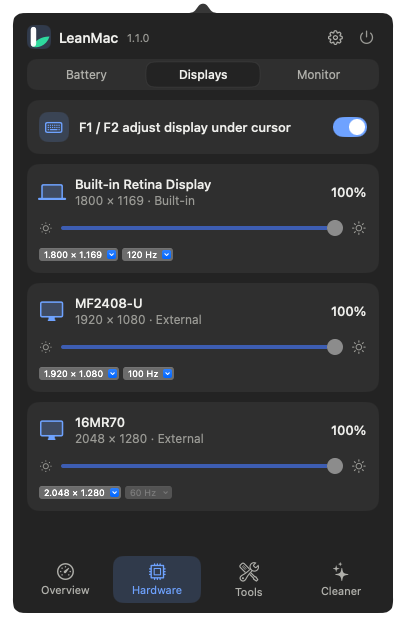 LeanMac 1.1.0
Battery Displays Monitor
F1 / F2 adjust display under cursor
Built-in Retina Display
1800 × 1169 · Built-in
100%
1.800 × 1.169 120 Hz
MF2408-U
1920 × 1080 · External
100%
1.920 × 1.080 100 Hz
16MR70
2048 × 1280 · External
100%
2.048 × 1.280 60 Hz
Overview Hardware Tools Cleaner